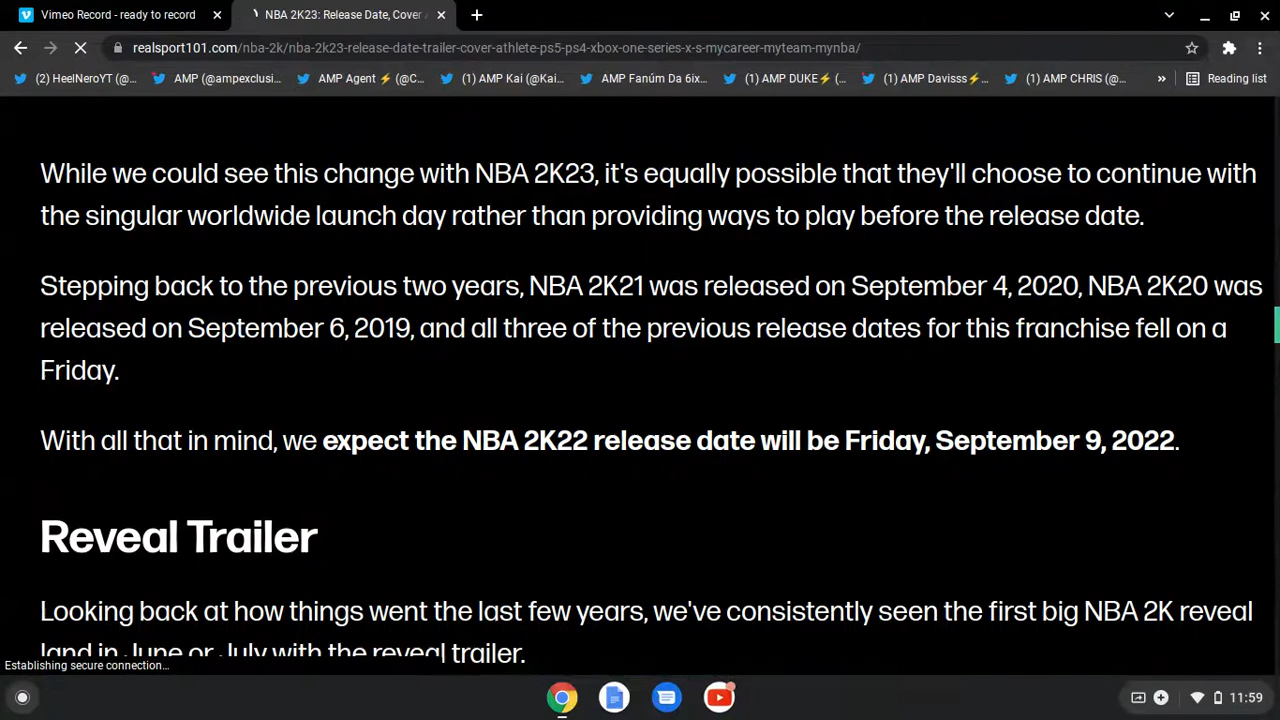 Vimeo Record - ready to record
NBA 2K23: Release Date, Cover
realsport101.com/nba-2k/nba-2k23-release-date-trailer-cover-athlete-ps5-ps4-xbox-one-series-x-s-mycareer-myteam-mynba/
(2) HeelNeroYT (@... AMP (@ampexclusi... AMP Agent ⚡ (@C... (1) AMP Kai (@Kai... AMP Fanúm Da 6ix... (1) AMP DUKE⚡ (... (1) AMP Davisss⚡... (1) AMP CHRIS (@... » Reading list
While we could see this change with NBA 2K23, it's equally possible that they'll choose to continue with
the singular worldwide launch day rather than providing ways to play before the release date.
Stepping back to the previous two years, NBA 2K21 was released on September 4, 2020, NBA 2K20 was
released on September 6, 2019, and all three of the previous release dates for this franchise fell on a
Friday.
With all that in mind, we expect the NBA 2K22 release date will be Friday, September 9, 2022.
Reveal Trailer
Looking back at how things went the last few years, we've consistently seen the first big NBA 2K reveal
land in June or July with the reveal trailer.
Establishing secure connection...
11:59